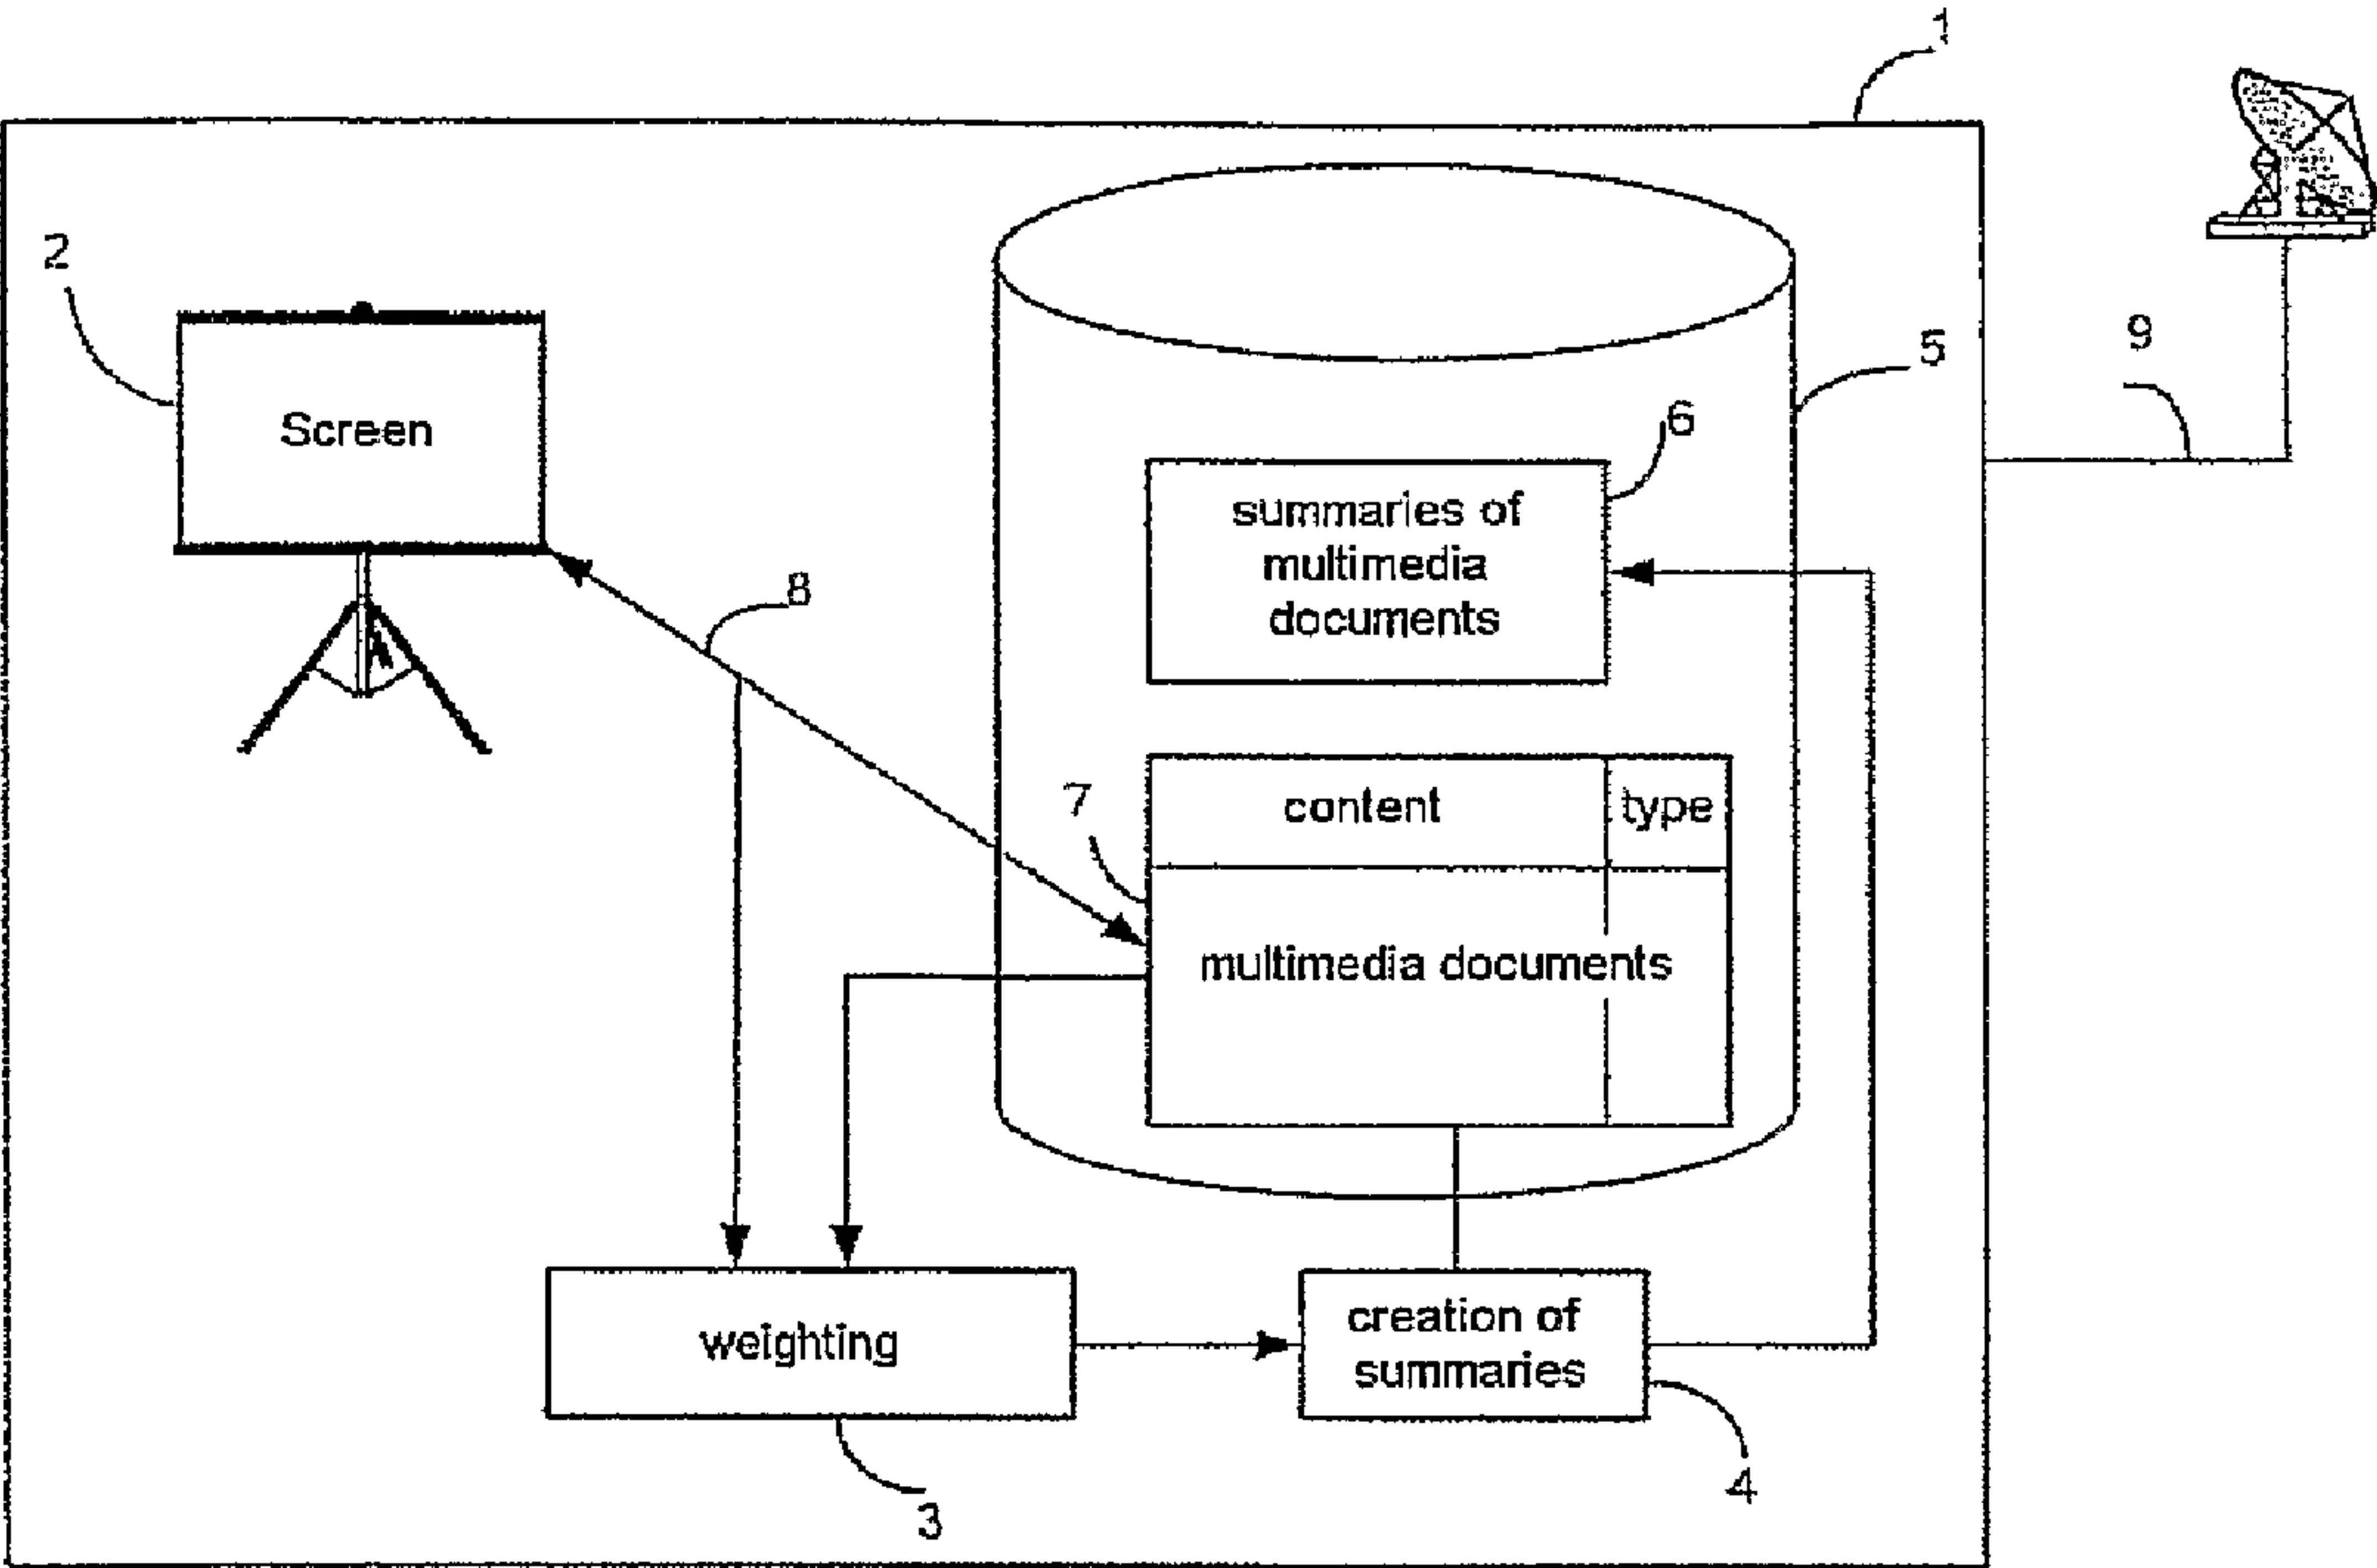 1
2
Screen
9
5
6
summaries of
multimedia
documents
8
7
content type
multimedia documents
weighting
creation of
summaries
3
4